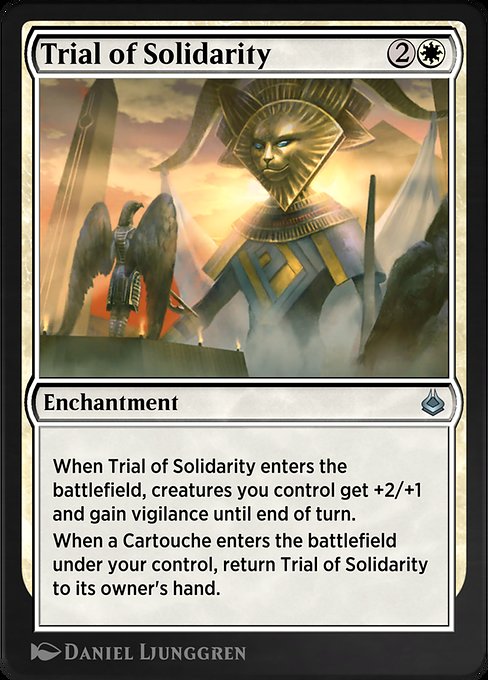 Trial of Solidarity 2
Enchantment
When Trial of Solidarity enters the
battlefield, creatures you control get +2/+1
and gain vigilance until end of turn.
When a Cartouche enters the battlefield
under your control, return Trial of Solidarity
to its owner's hand.
Daniel Ljunggren